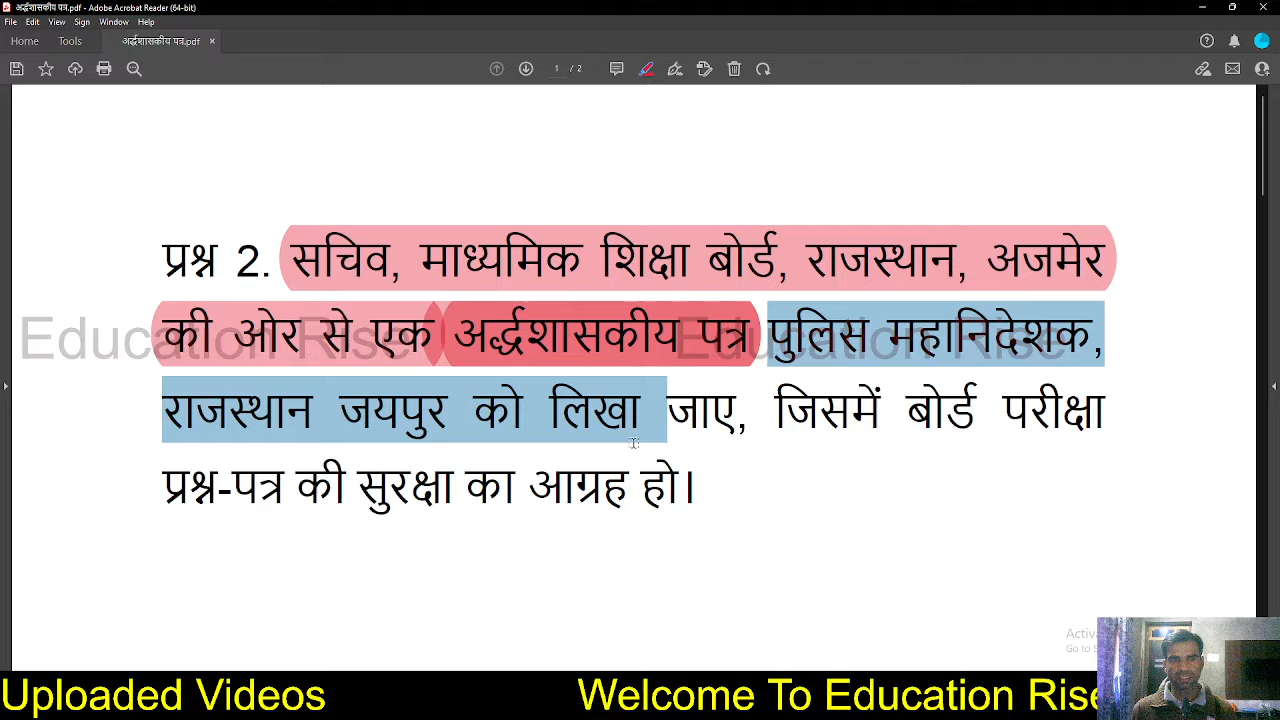 अर्द्धशासकीय पत्र.pdf - Adobe Acrobat Reader (64-bit)
File Edit View Sign Window Help
Home Tools अर्द्धशासकीय पत्र.pdf ×
1 / 2
प्रश्न 2. सचिव, माध्यमिक शिक्षा बोर्ड, राजस्थान, अजमेर
की ओर से एक अर्द्धशासकीय पत्र पुलिस महानिदेशक,
Education Rise Education Rise
राजस्थान जयपुर को लिखा जाए, जिसमें बोर्ड परीक्षा
प्रश्न-पत्र की सुरक्षा का आग्रह हो।
Uploaded Videos Welcome To Education Rise